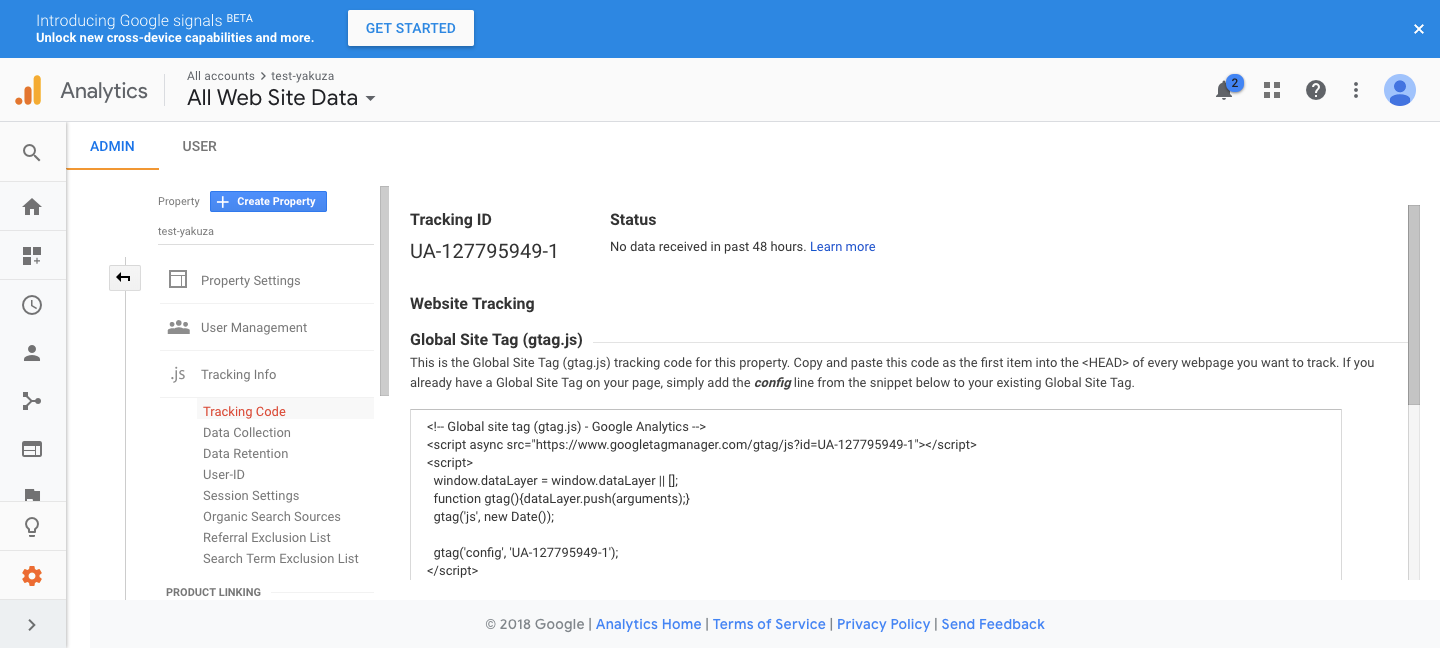 Introducing Google signals BETA
Unlock new cross-device capabilities and more.
GET STARTED
Analytics
All accounts > test-yakuza
All Web Site Data
2
ADMIN
USER
Property
Create Property
test-yakuza
Property Settings
User Management
.js Tracking Info
Tracking Code
Data Collection
Data Retention
User-ID
Session Settings
Organic Search Sources
Referral Exclusion List
Search Term Exclusion List
PRODUCT LINKING
Tracking ID
UA-127795949-1
Status
No data received in past 48 hours. Learn more
Website Tracking
Global Site Tag (gtag.js)
This is the Global Site Tag (gtag.js) tracking code for this property. Copy and paste this code as the first item into the <HEAD> of every webpage you want to track. If you
already have a Global Site Tag on your page, simply add the config line from the snippet below to your existing Global Site Tag.
<!-- Global site tag (gtag.js) - Google Analytics -->
<script async src="https://www.googletagmanager.com/gtag/js?id=UA-127795949-1"></script>
<script>
window.dataLayer = window.dataLayer || [];
function gtag(){dataLayer.push(arguments);}
gtag('js', new Date());
gtag('config', 'UA-127795949-1');
</script>
© 2018 Google | Analytics Home | Terms of Service | Privacy Policy | Send Feedback